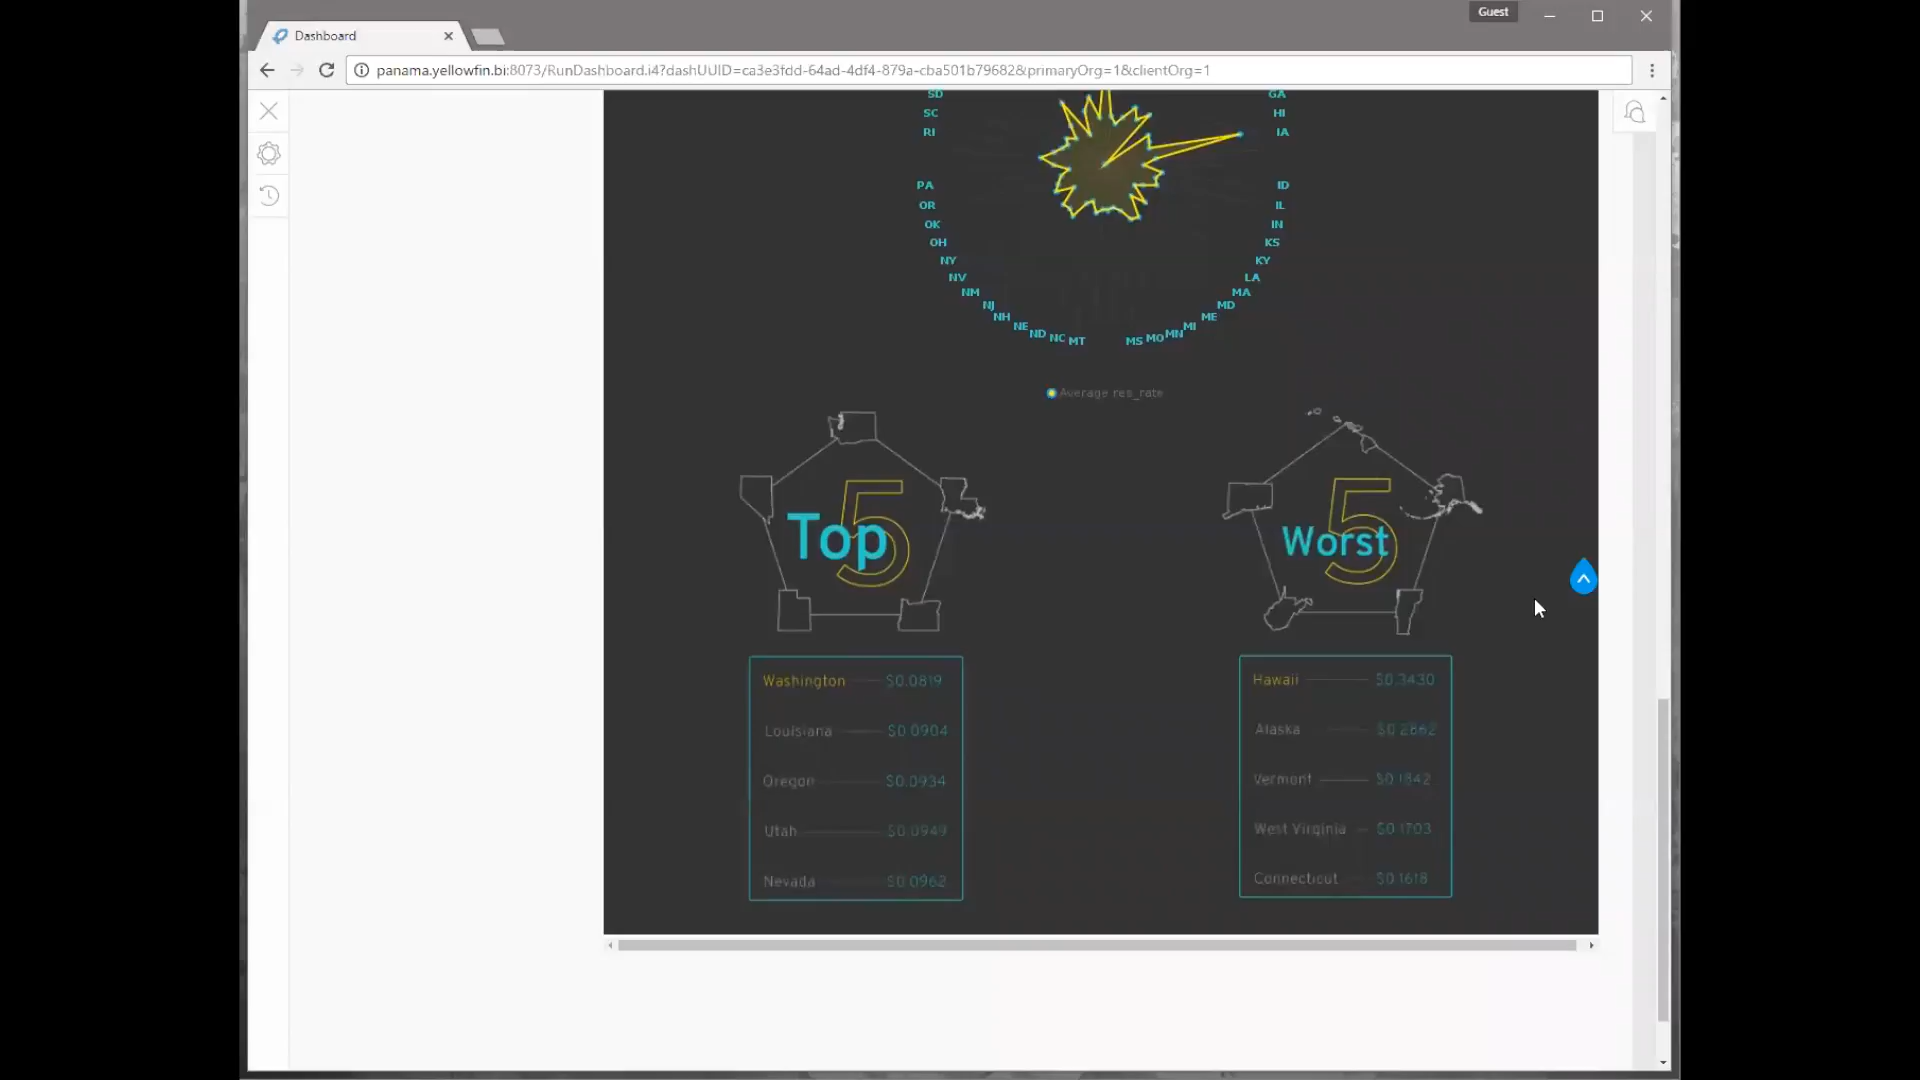 Guest
Dashboard
panama.yellowfin.bi:8073/RunDashboard.i4?dashUUID=ca3e3fdd-64ad-4df4-879a-cba501b79682&primaryOrg=1&clientOrg=1
SD GA
SC HI
RI IA
PA ID
OR IL
OK IN
OH KS
NY KY
NV LA
NM MA
NJ MD
NH ME
NE MI
ND MN
NC MO
MT MS
Average res_rate
5 Top
5 Worst
Washington $0.0819
Louisiana $0.0904
Oregon $0.0934
Utah $0.0949
Nevada $0.0962
Hawaii $0.3430
Alaska $0.2862
Vermont $0.1842
West Virginia $0.1703
Connecticut $0.1618